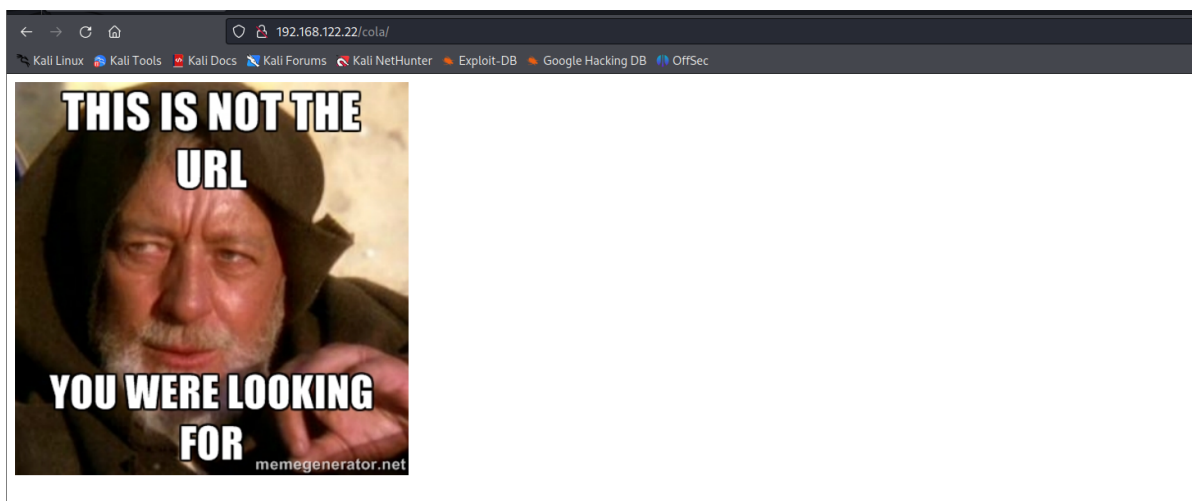 192.168.122.22/cola/
Kali Linux Kali Tools Kali Docs Kali Forums Kali NetHunter Exploit-DB Google Hacking DB OffSec
THIS IS NOT THE
URL
YOU WERE LOOKING
FOR
memegenerator.net